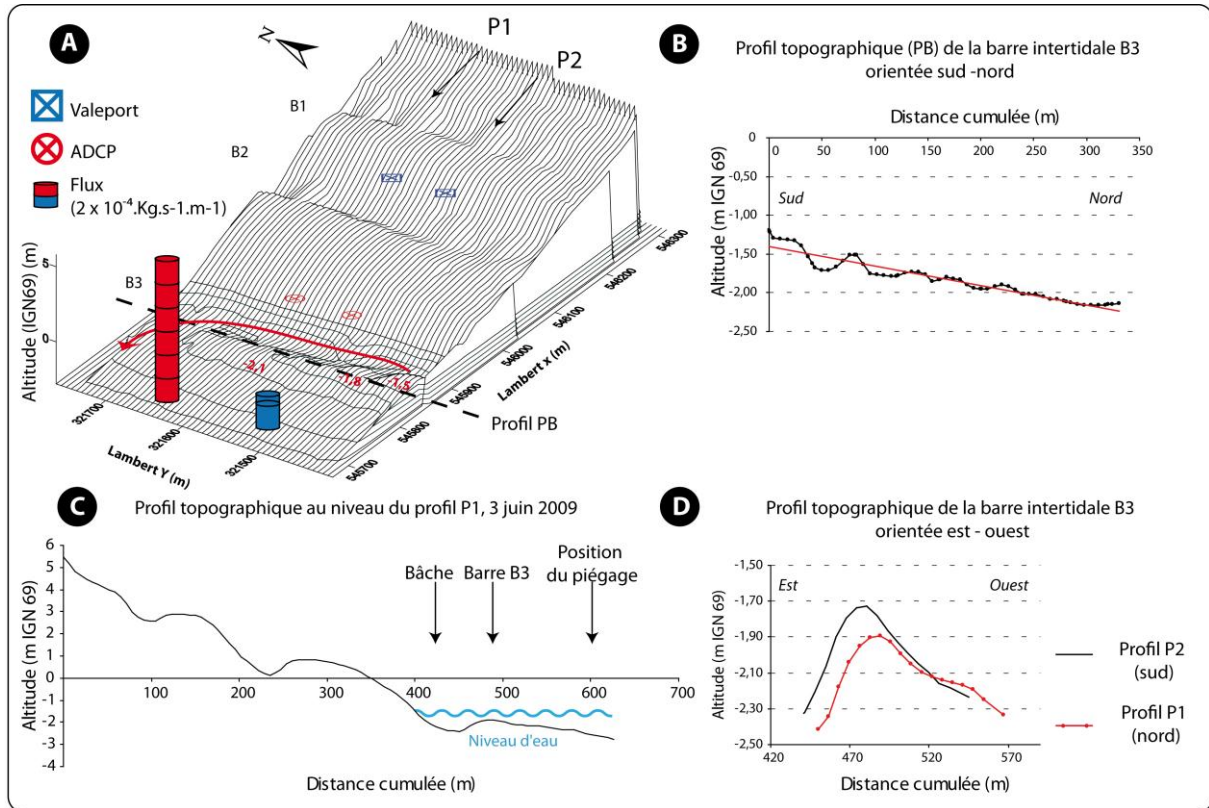 A
N
P1
P2
B1
B2
B3
Valeport
ADCP
Flux
(2 x 10⁻⁴.Kg.s-1.m-1)
Altitude (IGN69) (m)
5
0
-2,1
-1,8
-1,5
Profil PB
321700
321600
321500
Lambert Y (m)
545700
545800
545900
546000
546100
546200
546300
Lambert x (m)
B
Profil topographique (PB) de la barre intertidale B3
orientée sud -nord
Distance cumulée (m)
0 50 100 150 200 250 300 350
0
-0,50
-1,00
-1,50
-2,00
-2,50
Altitude (m IGN 69)
Sud
Nord
C
Profil topographique au niveau du profil P1, 3 juin 2009
Altitude (m IGN 69)
6
5
4
3
2
1
0
-1
-2
-3
-4
100 200 300 400 500 600 700
Bâche
Barre B3
Position
du piégage
Niveau d'eau
Distance cumulée (m)
D
Profil topographique de la barre intertidale B3
orientée est - ouest
Altitude (m IGN 69)
-1,50
-1,70
-1,90
-2,10
-2,30
-2,50
Est
Ouest
420 470 520 570
Distance cumulée (m)
Profil P2
(sud)
Profil P1
(nord)